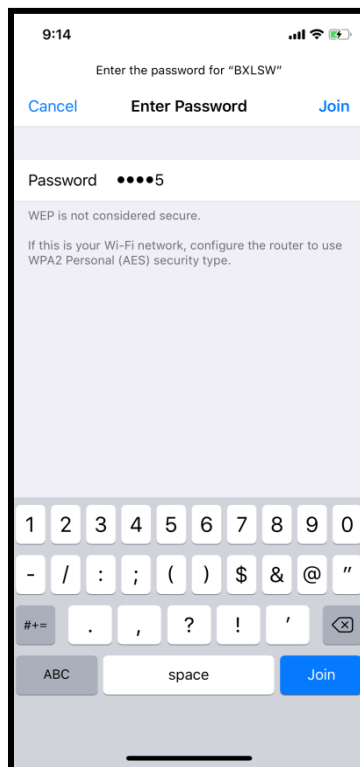 9:14
Enter the password for “BXLSW”
Cancel Enter Password Join
Password ••••5
WEP is not considered secure.
If this is your Wi-Fi network, configure the router to use
WPA2 Personal (AES) security type.
1 2 3 4 5 6 7 8 9 0
- / : ; ( ) $ & @ "
#+= . , ? ! ’
ABC space Join